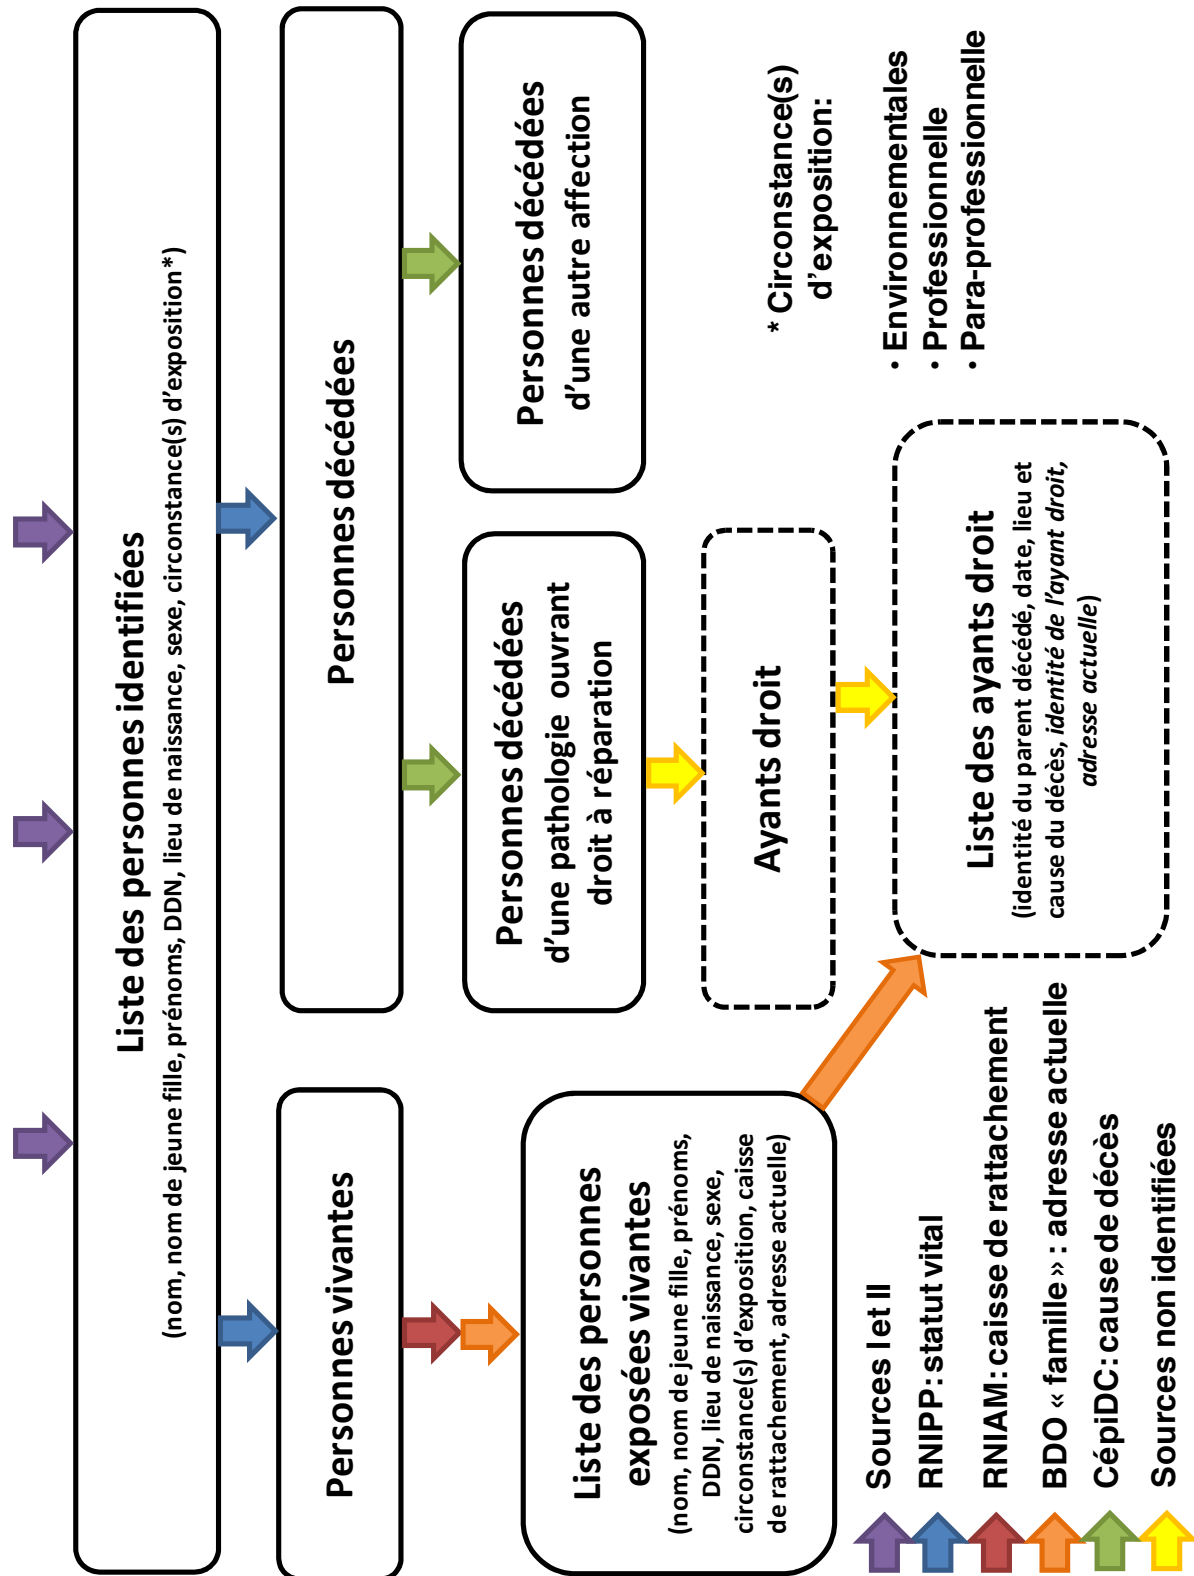 Liste des personnes identifiées
(nom, nom de jeune fille, prénoms, DDN, lieu de naissance, sexe, circonstance(s) d'exposition*)
Personnes vivantes
Personnes décédées
Liste des personnes
exposées vivantes
(nom, nom de jeune fille, prénoms,
DDN, lieu de naissance, sexe,
circonstance(s) d'exposition, caisse
de rattachement, adresse actuelle)
Personnes décédées
d'une pathologie ouvrant
droit à réparation
Personnes décédées
d'une autre affection
Ayants droit
Liste des ayants droit
(identité du parent décédé, date, lieu et
cause du décès, identité de l'ayant droit,
adresse actuelle)
* Circonstance(s)
d'exposition:
• Environnementales
• Professionnelle
• Para-professionnelle
Sources I et II
RNIPP: statut vital
RNIAM: caisse de rattachement
BDO « famille » : adresse actuelle
CépiDC: cause de décès
Sources non identifiées